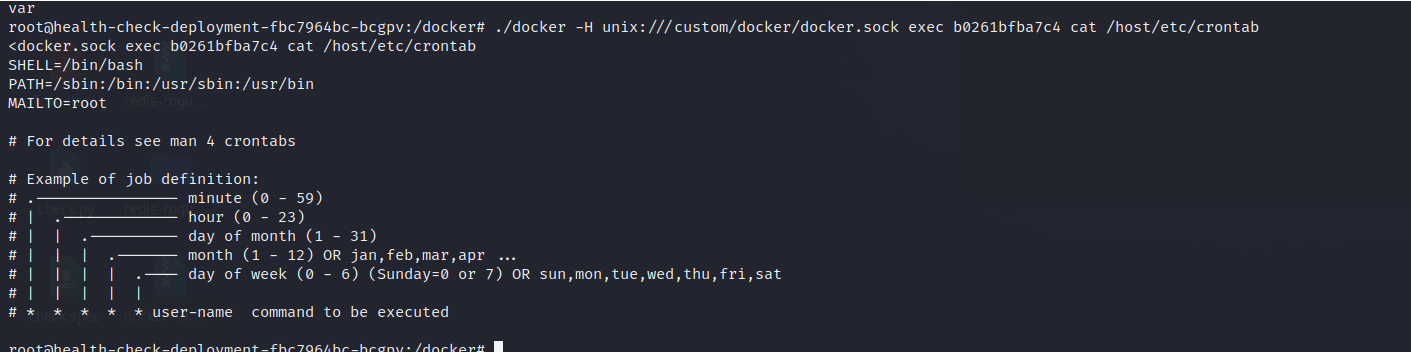 var
root@health-check-deployment-fbc7964bc-bcgpv:/docker# ./docker -H unix:///custom/docker/docker.sock exec b0261bfba7c4 cat /host/etc/crontab
<docker.sock exec b0261bfba7c4 cat /host/etc/crontab
SHELL=/bin/bash
PATH=/sbin:/bin:/usr/sbin:/usr/bin
MAILTO=root
# For details see man 4 crontabs
# Example of job definition:
# .---------------- minute (0 - 59)
# |  .------------- hour (0 - 23)
# |  |  .---------- day of month (1 - 31)
# |  |  |  .------- month (1 - 12) OR jan,feb,mar,apr ...
# |  |  |  |  .---- day of week (0 - 6) (Sunday=0 or 7) OR sun,mon,tue,wed,thu,fri,sat
# |  |  |  |  |
# *  *  *  *  * user-name  command to be executed
root@health-check-deployment-fbc7964bc-bcgpv:/docker#